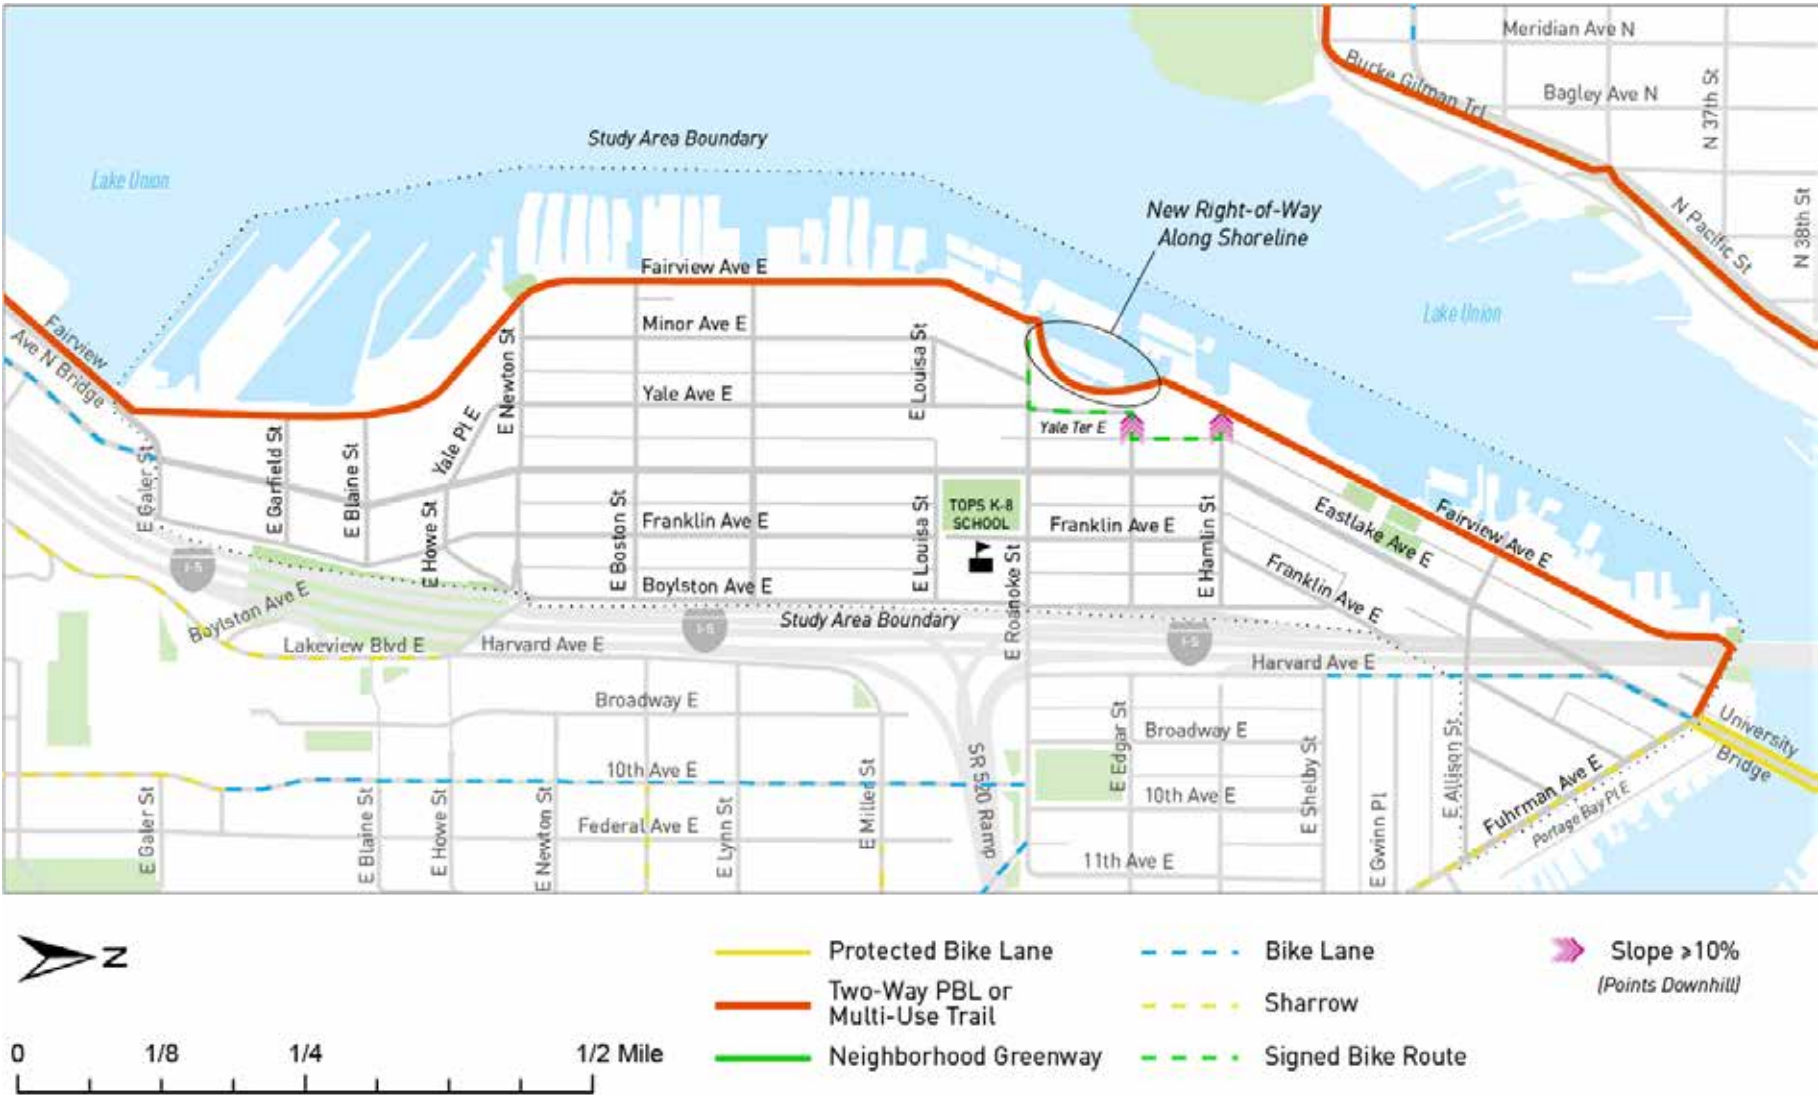 Meridian Ave N
Burke Gilman Trl
Bagley Ave N
N 37th St
Study Area Boundary
Lake Union
New Right-of-Way
Along Shoreline
N Pacific St
N 38th St
Fairview Ave E
Lake Union
Fairview
Ave N Bridge
Minor Ave E
E Newton St
E Louisa St
Yale Ave E
Yale Pl E
Yale Ter E
E Galer St
E Garfield St
E Blaine St
E Howe St
E Boston St
Franklin Ave E
E Louisa St
TOPS K-8
SCHOOL
Franklin Ave E
E Roanoke St
E Hamlin St
Eastlake Ave E
Fairview Ave E
Franklin Ave E
I-5
Boylston Ave E
Boylston Ave E
I-5
Study Area Boundary
I-5
Lakeview Blvd E
Harvard Ave E
Harvard Ave E
Broadway E
E Edgar St
Broadway E
E Shelby St
E Allison St
University
Bridge
10th Ave E
SR 520 Ramp
10th Ave E
Fuhrman Ave E
Portage Bay Pl E
E Galer St
E Blaine St
E Howe St
E Newton St
Federal Ave E
E Lynn St
E Miller St
11th Ave E
E Gwinn Pl
N
Protected Bike Lane
Two-Way PBL or
Multi-Use Trail
Neighborhood Greenway
Bike Lane
Sharrow
Signed Bike Route
Slope ≥10%
(Points Downhill)
0 1/8 1/4 1/2 Mile